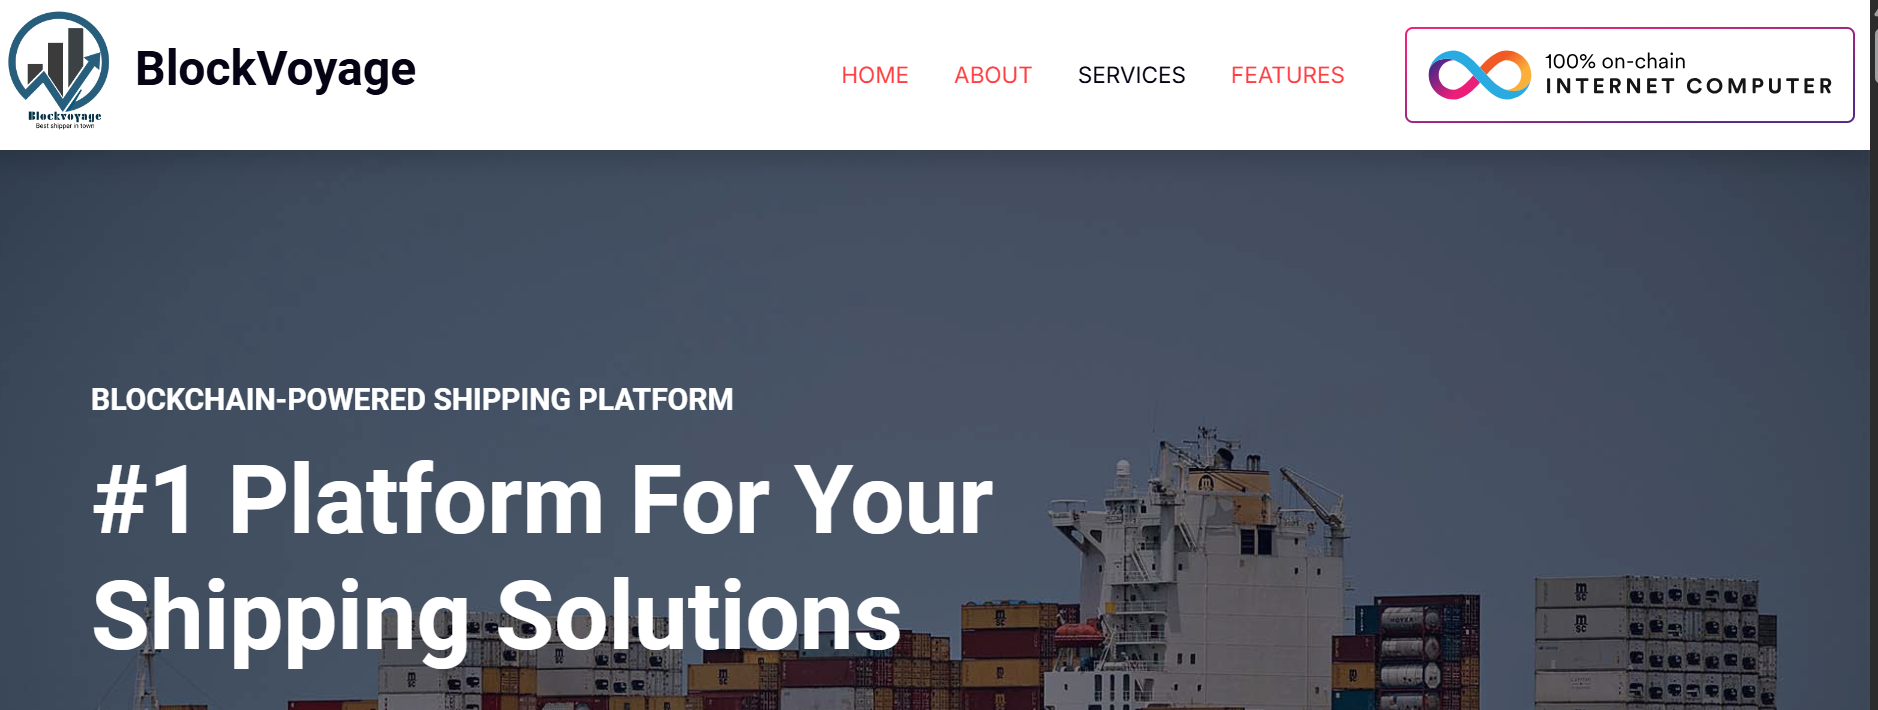 BlockVoyage
Blockvoyage
Best shipper in town
HOME ABOUT SERVICES FEATURES
100% on-chain
INTERNET COMPUTER
BLOCKCHAIN-POWERED SHIPPING PLATFORM
#1 Platform For Your
Shipping Solutions